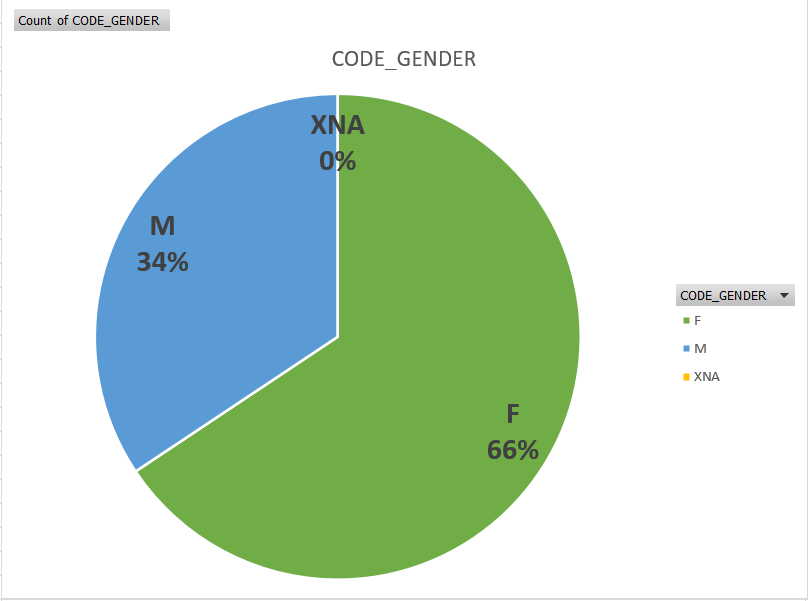 Count of CODE_GENDER
CODE_GENDER
XNA
0%
M
34%
F
66%
CODE_GENDER
F
M
XNA